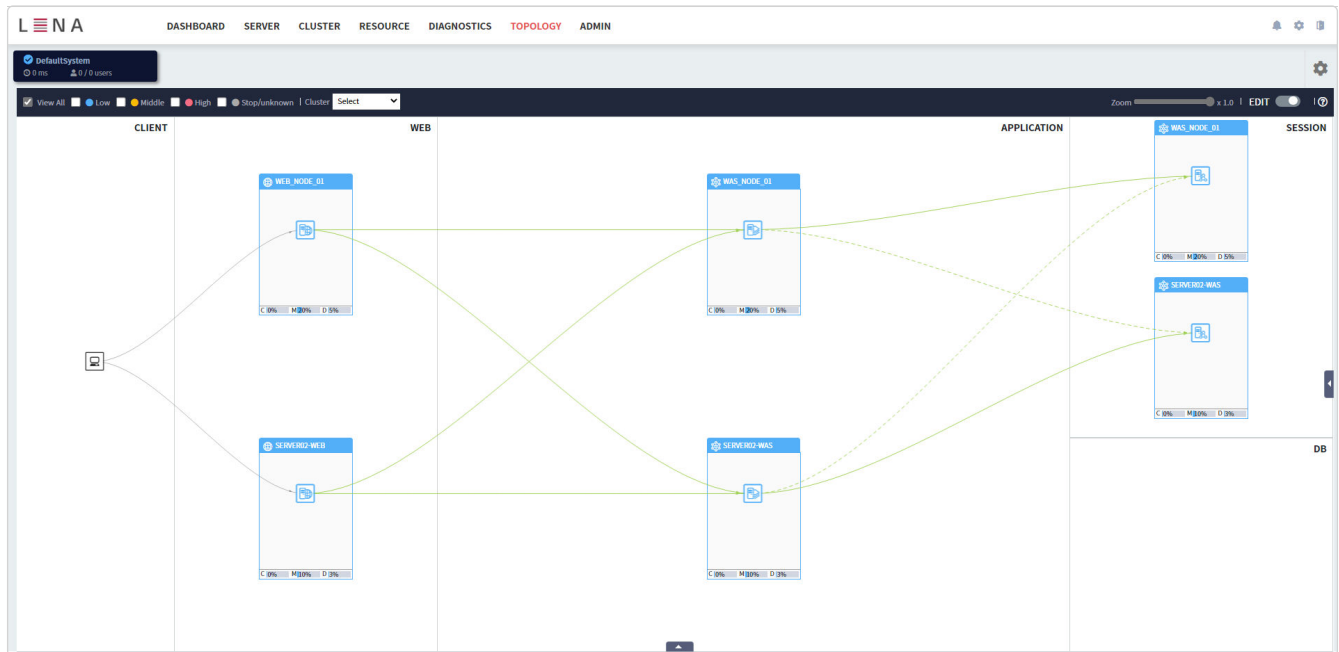 LENA DASHBOARD SERVER CLUSTER RESOURCE DIAGNOSTICS TOPOLOGY ADMIN
DefaultSystem
0 ms 0 / 0 users
View All Low Middle High Stop/unknown | Cluster Select Zoom x 1.0 | EDIT | ?
CLIENT WEB APPLICATION SESSION
WAS_NODE_01
WEB_NODE_01 WAS_NODE_01
C 0% M 20% D 5%
SERVER02-WAS
C 0% M 20% D 5% C 0% M 20% D 5%
C 0% M 10% D 3%
SERVER02-WEB SERVER02-WAS DB
C 0% M 10% D 3% C 0% M 10% D 3%